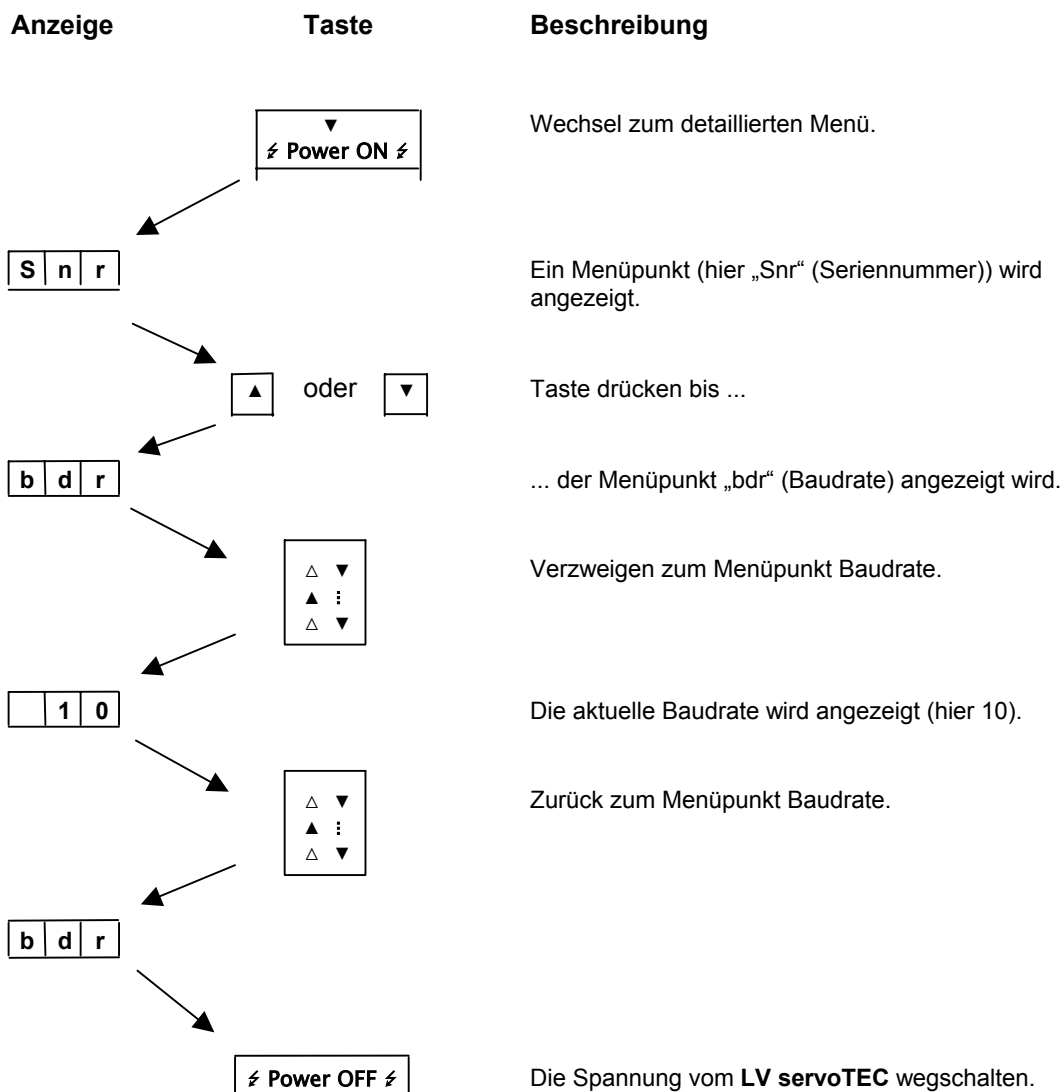 Anzeige Taste Beschreibung
▼ Wechsel zum detaillierten Menü.
⚡ Power ON ⚡
S n r Ein Menüpunkt (hier „Snr“ (Seriennummer)) wird
angezeigt.
▲ oder ▼ Taste drücken bis ...
b d r ... der Menüpunkt „bdr“ (Baudrate) angezeigt wird.
△ ▼ Verzweigen zum Menüpunkt Baudrate.
▲ ⋮
△ ▼
1 0 Die aktuelle Baudrate wird angezeigt (hier 10).
△ ▼ Zurück zum Menüpunkt Baudrate.
▲ ⋮
△ ▼
b d r
⚡ Power OFF ⚡ Die Spannung vom LV servoTEC wegschalten.